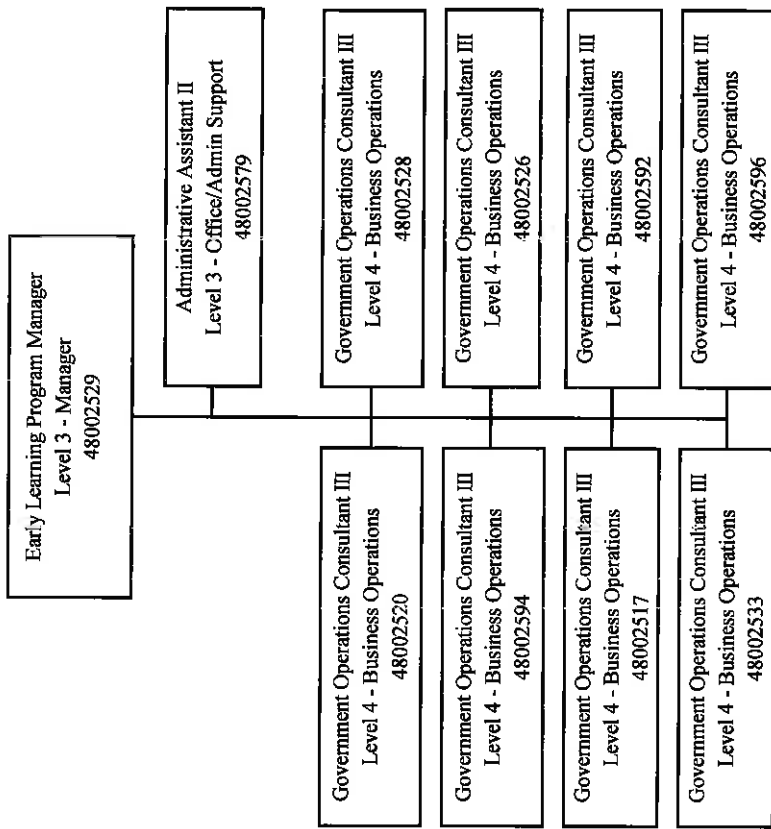 Early Learning Program Manager
Level 3 - Manager
48002529
Administrative Assistant II
Level 3 - Office/Admin Support
48002579
Government Operations Consultant III
Level 4 - Business Operations
48002520
Government Operations Consultant III
Level 4 - Business Operations
48002528
Government Operations Consultant III
Level 4 - Business Operations
48002594
Government Operations Consultant III
Level 4 - Business Operations
48002526
Government Operations Consultant III
Level 4 - Business Operations
48002517
Government Operations Consultant III
Level 4 - Business Operations
48002592
Government Operations Consultant III
Level 4 - Business Operations
48002533
Government Operations Consultant III
Level 4 - Business Operations
48002596